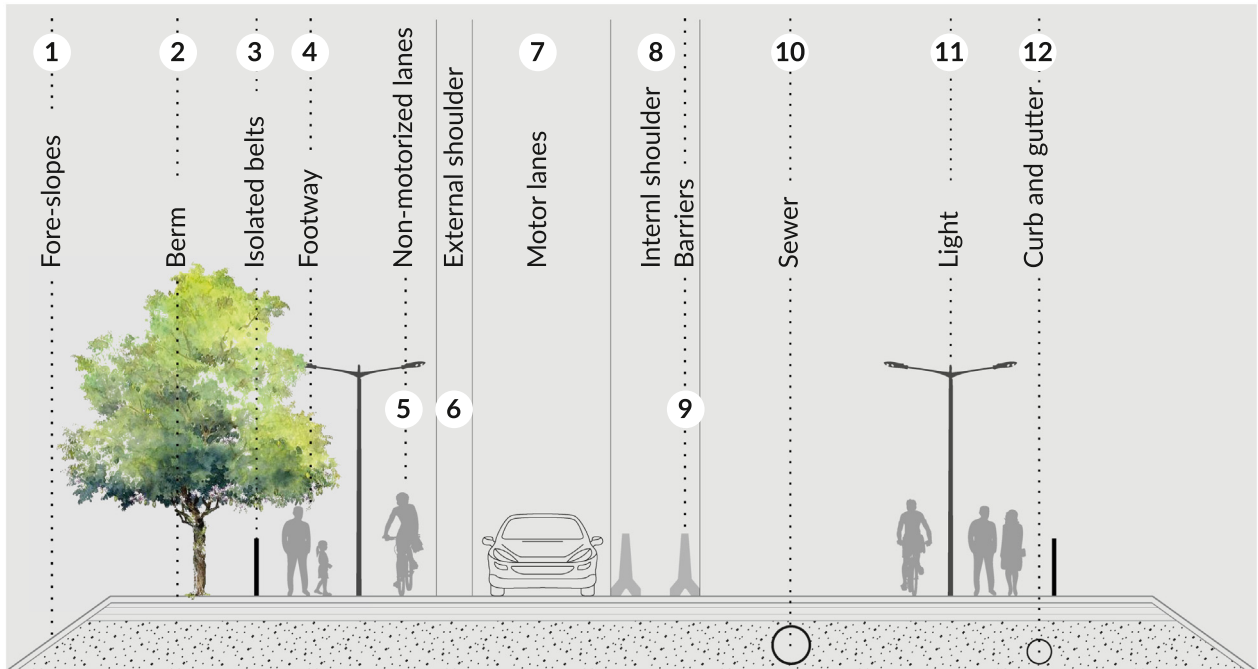 1
Fore-slopes
2
Berm
3
Isolated belts
4
Footway
Non-motorized lanes
5
External shoulder
6
7
Motor lanes
8
Internl shoulder
Barriers
9
10
Sewer
11
Light
12
Curb and gutter